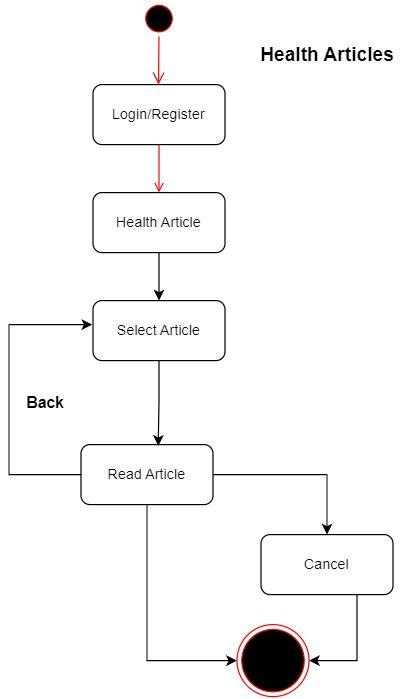 Health Articles
Login/Register
Health Article
Select Article
Back
Read Article
Cancel